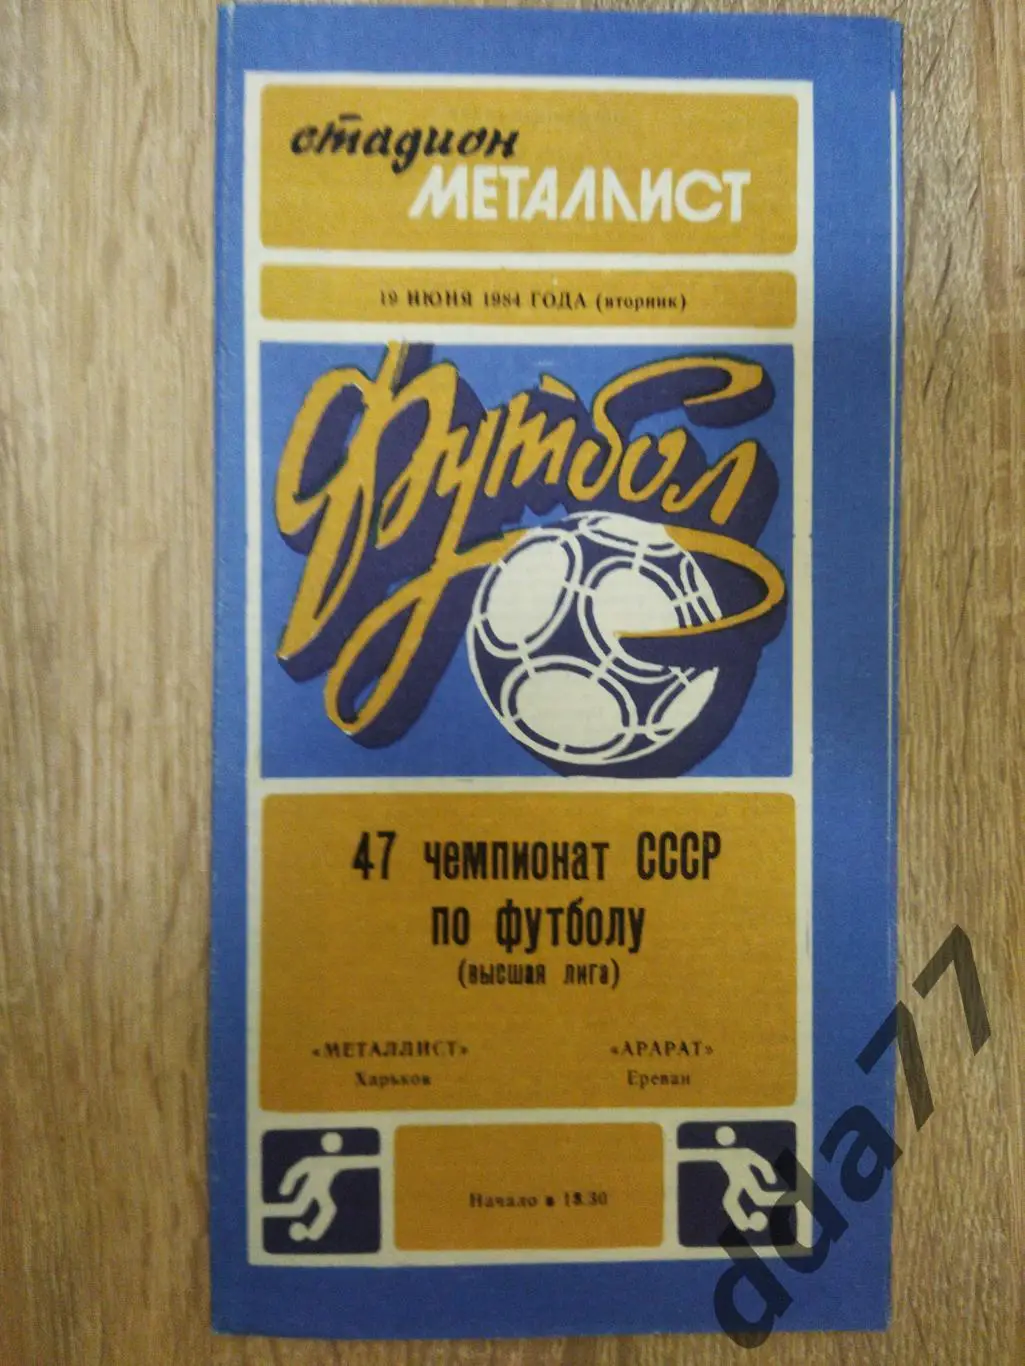 стадион
МЕТАЛЛИСТ
19 ИЮНЯ 1984 ГОДА (вторник)
Футбол
47 чемпионат СССР
по футболу
(высшая лига)
«МЕТАЛЛИСТ» «АРАРАТ»
Харьков Ереван
Начало в 18.30
dda77